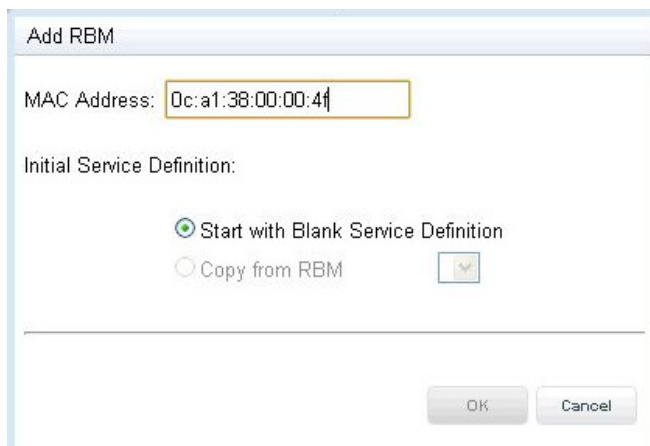 Add RBM
MAC Address: 0c:a1:38:00:00:4f
Initial Service Definition:
Start with Blank Service Definition
Copy from RBM
OK Cancel